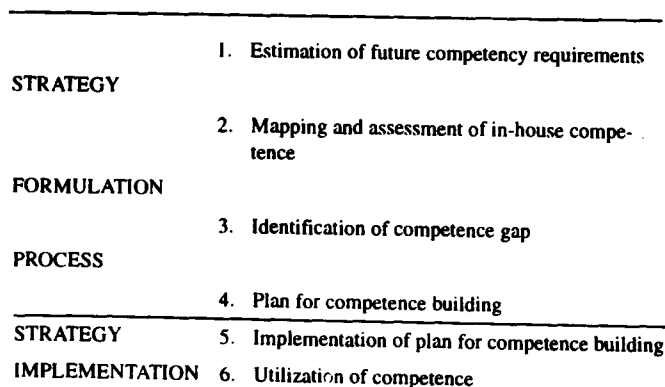 1. Estimation of future competency requirements
STRATEGY
2. Mapping and assessment of in-house compe-
tence
FORMULATION
3. Identification of competence gap
PROCESS
4. Plan for competence building
STRATEGY 5. Implementation of plan for competence building
IMPLEMENTATION 6. Utilization of competence